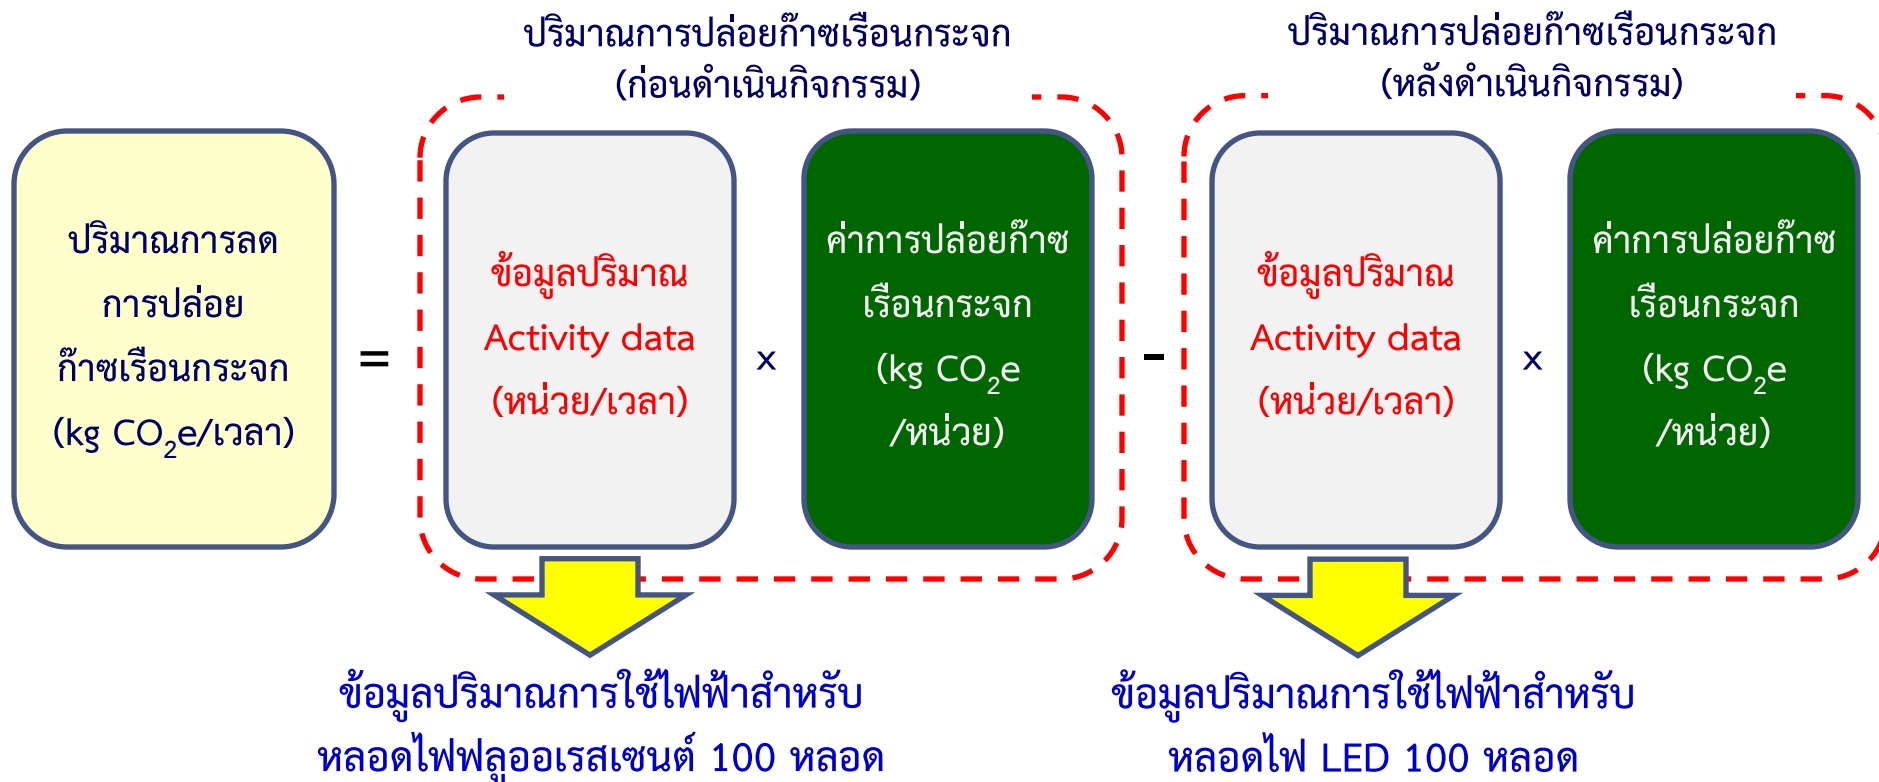 ปริมาณการปล่อยก๊าซเรือนกระจก
(ก่อนดำเนินกิจกรรม)
ปริมาณการปล่อยก๊าซเรือนกระจก
(หลังดำเนินกิจกรรม)
ปริมาณการลด
การปล่อย
ก๊าซเรือนกระจก
(kg CO₂e/เวลา)
=
ข้อมูลปริมาณ
Activity data
(หน่วย/เวลา)
x
ค่าการปล่อยก๊าซ
เรือนกระจก
(kg CO₂e
/หน่วย)
-
ข้อมูลปริมาณ
Activity data
(หน่วย/เวลา)
x
ค่าการปล่อยก๊าซ
เรือนกระจก
(kg CO₂e
/หน่วย)
ข้อมูลปริมาณการใช้ไฟฟ้าสำหรับ
หลอดไฟฟลูออเรสเซนต์ 100 หลอด
ข้อมูลปริมาณการใช้ไฟฟ้าสำหรับ
หลอดไฟ LED 100 หลอด